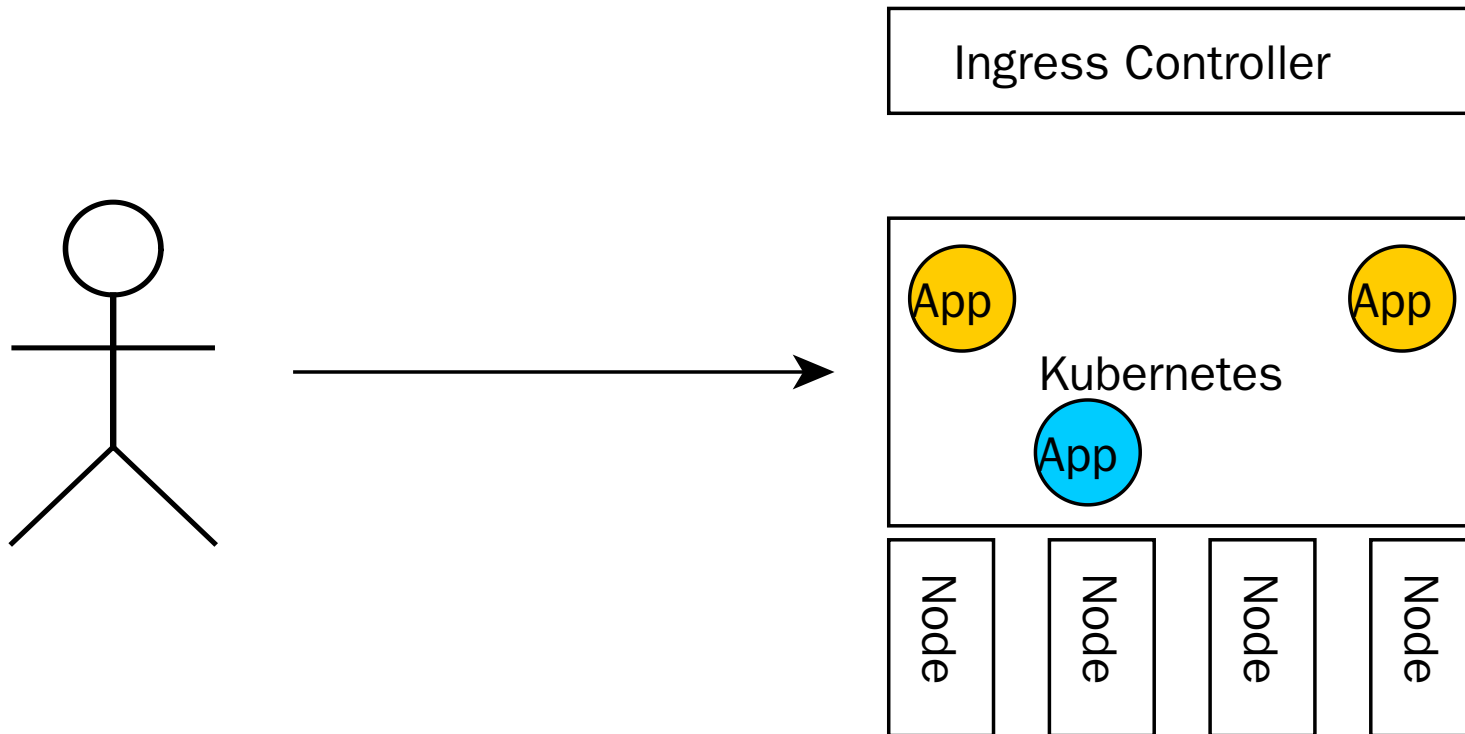 Ingress Controller
App
App
Kubernetes
App
Node
Node
Node
Node